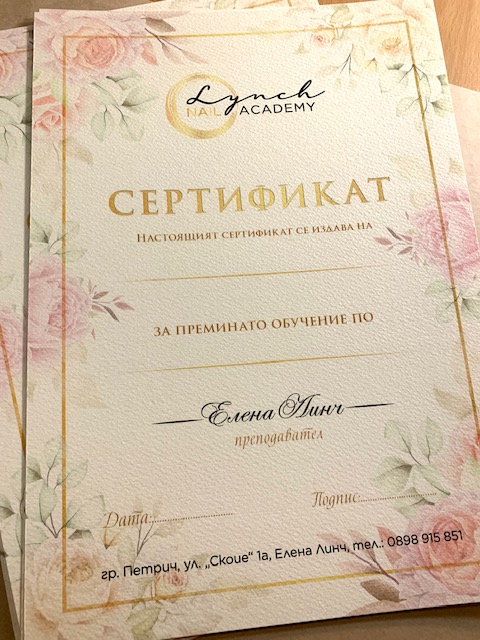 Lynch
NAIL ACADEMY
СЕРТИФИКАТ
НАСТОЯЩИЯТ СЕРТИФИКАТ СЕ ИЗДАВА НА
ЗА ПРЕМИНАТО ОБУЧЕНИЕ ПО
Елена Линч
преподавател
Дата:................ Подпис:................
гр. Петрич, ул. „Скопие“ 1а, Елена Линч, тел.: 0898 915 851